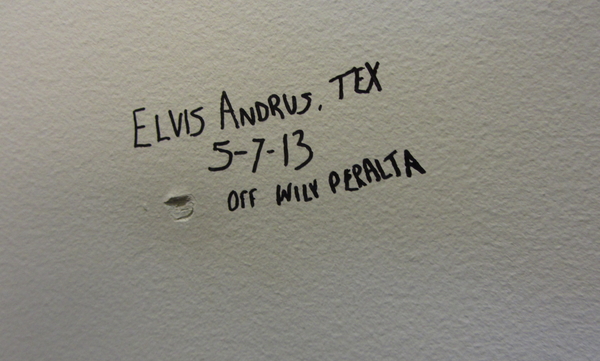 ELVIS ANDRUS, TEX
5-7-13
OFF WILY PERALTA